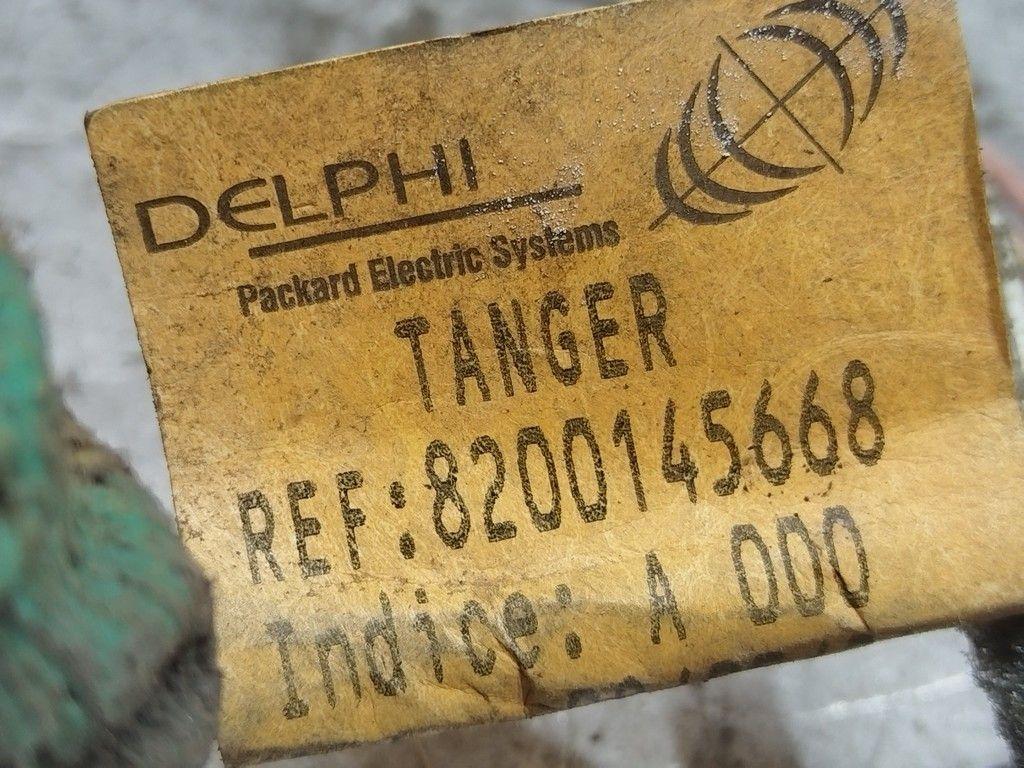 DELPHI
Packard Electric Systems
TANGER
REF:8200145668
Indice: A 000